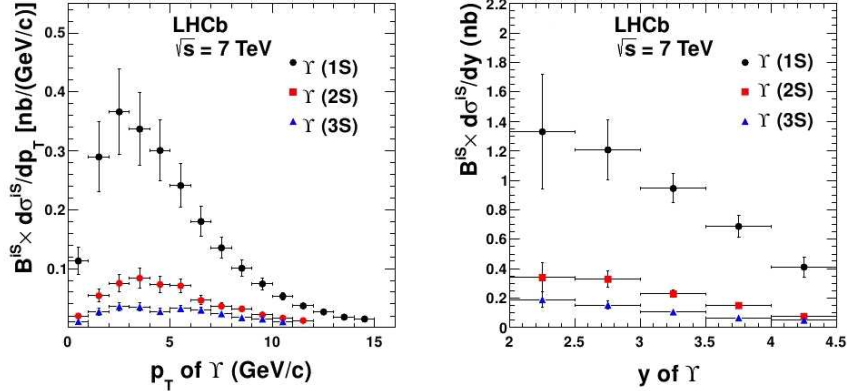 B^iS × dσ^iS/dp_T [nb/(GeV/c)]
LHCb
√s = 7 TeV
ϒ (1S)
ϒ (2S)
ϒ (3S)
0.5
0.4
0.3
0.2
0.1
0 5 10 15
p_T of ϒ (GeV/c)
B^iS × dσ^iS/dy (nb)
LHCb
√s = 7 TeV
ϒ (1S)
ϒ (2S)
ϒ (3S)
2.2
2
1.8
1.6
1.4
1.2
1
0.8
0.6
0.4
0.2
0
2 2.5 3 3.5 4 4.5
y of ϒ